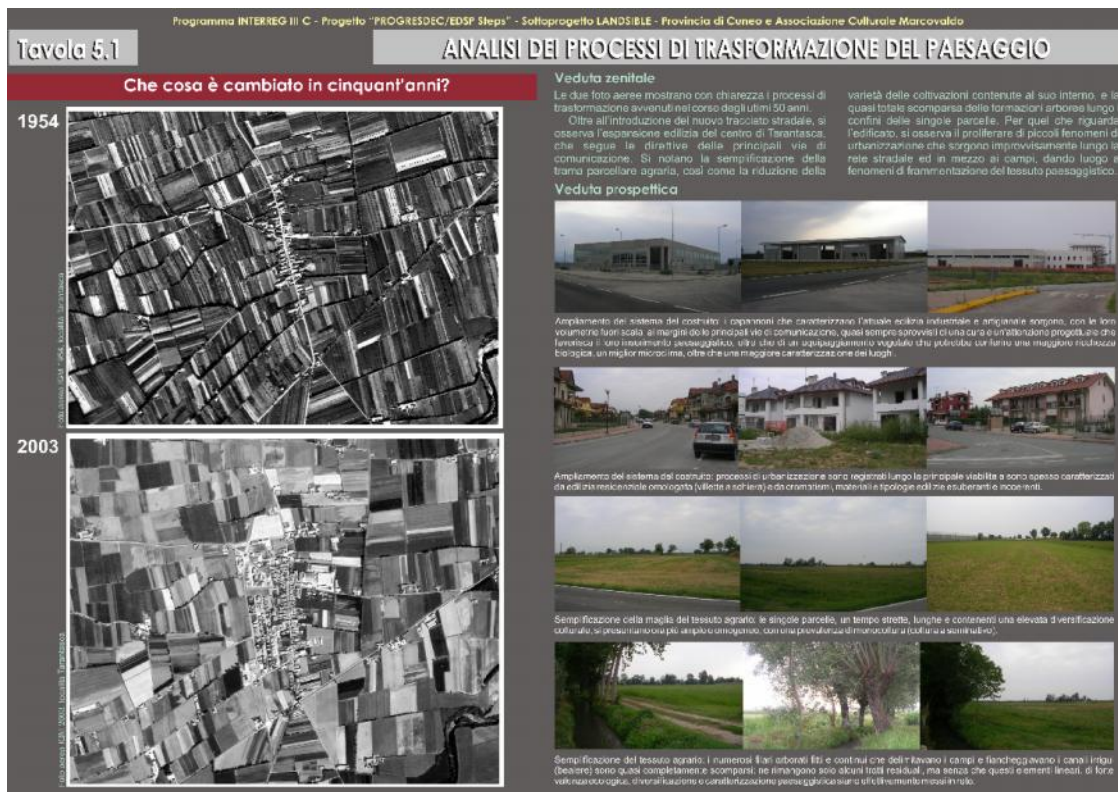 Programma INTERREG III C - Progetto "PROGRESDEC/EDSP Steps" - Sottoprogetto LANDSIBLE - Provincia di Cuneo e Associazione Culturale Marcovaldo
Tavola 5.1
ANALISI DEI PROCESSI DI TRASFORMAZIONE DEL PAESAGGIO
Che cosa è cambiato in cinquant'anni?
1954
Foto aerea IGM 1954, località Tarantasca
2003
Foto aerea IGM 2003, località Tarantasca
Veduta zenitale
Le due foto aeree mostrano con chiarezza i processi di
trasformazione avvenuti nel corso degli utimi 50 anni.
Oltre all'introduzione del nuovo tracciato stradale, si
osserva l'espansione edilizia del centro di Tarantasca,
che segue le direttive delle principali vie di
comunicazione. Si notano la semplificazione della
trama parcellare agraria, così come la riduzione della
varietà delle coltivazioni contenute al suo interno, e la
quasi totale scomparsa delle formazioni arboree lungo i
confini delle singole parcelle. Per quel che riguarda
l'edificato, si osserva il proliferare di piccoli fenomeni di
urbanizzazione che sorgono improvvisamente lungo la
rete stradale ed in mezzo ai campi, dando luogo a
fenomeni di frammentazione del tessuto paesaggistico.
Veduta prospettica
Ampliamento del sistema del costruito: i capannoni che caratterizzano l'attuale edilizia industriale e artigianale sorgono, con le loro
volumetrie fuori scala, ai margini delle principali vie di comunicazione, quasi sempre sprovvisti di una cura e un'attenzione progettuale che
favorisca il loro inserimento paesaggistico, oltre che di un equipaggiamento vegetale che potrebbe conferire una maggiore ricchezza
biologica, un miglior microclima, oltre che una maggiore caratterizzazione dei luoghi.
Ampliamento del sistema del costruito: processi di urbanizzazione sono registrati lungo la principale viabilità e sono spesso caratterizzati
da edilizia residenziale omologata (villette a schiera) e da cromatismi, materiali e tipologie edilizie esuberanti e incoerenti.
Semplificazione della maglia del tessuto agrario: le singole parcelle, un tempo strette, lunghe e contenenti una elevata diversificazione
colturale, si presentano ora più ampie e omogenee, con una prevalenza di monocoltura (coltura a seminativo).
Semplificazione del tessuto agrario: i numerosi filari arborati fitti e continui che delimitavano i campi e fiancheggiavano i canali irrigui
(bealere) sono quasi completamente scomparsi: ne rimangono solo alcuni tratti residuali, ma senza che questi elementi lineari, di forte
valenza ecologica, diversificazione e caratterizzazione paesaggistica siano effettivamente messi in rete.